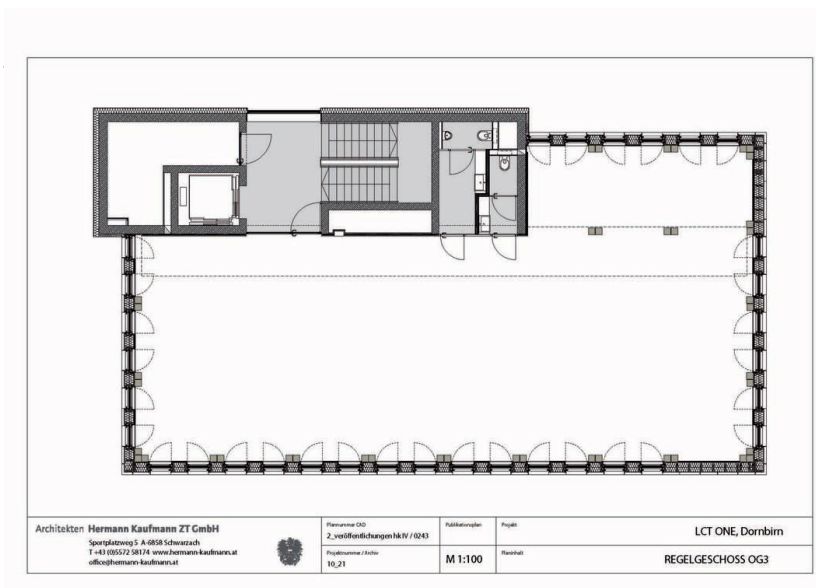 Architekten Hermann Kaufmann ZT GmbH
Sportplatzweg 5 A-6858 Schwarzach
T +43 (0)5572 58174 www.hermann-kaufmann.at
office@hermann-kaufmann.at
Plannummer CAD
2_veröffentlichungen hk IV / 0243
Projektnummer / Archiv
10_21
Publikationsplan
M 1:100
Projekt
LCT ONE, Dornbirn
Planinhalt
REGELGESCHOSS OG3